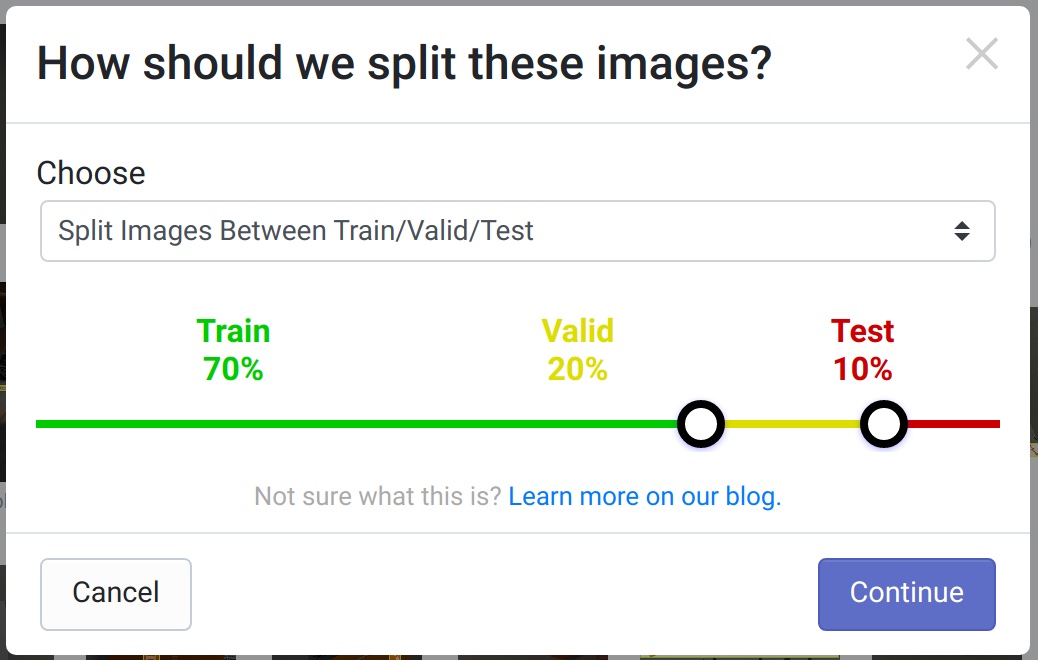 How should we split these images?
Choose
Split Images Between Train/Valid/Test
Train
70%
Valid
20%
Test
10%
Not sure what this is? Learn more on our blog.
Cancel
Continue